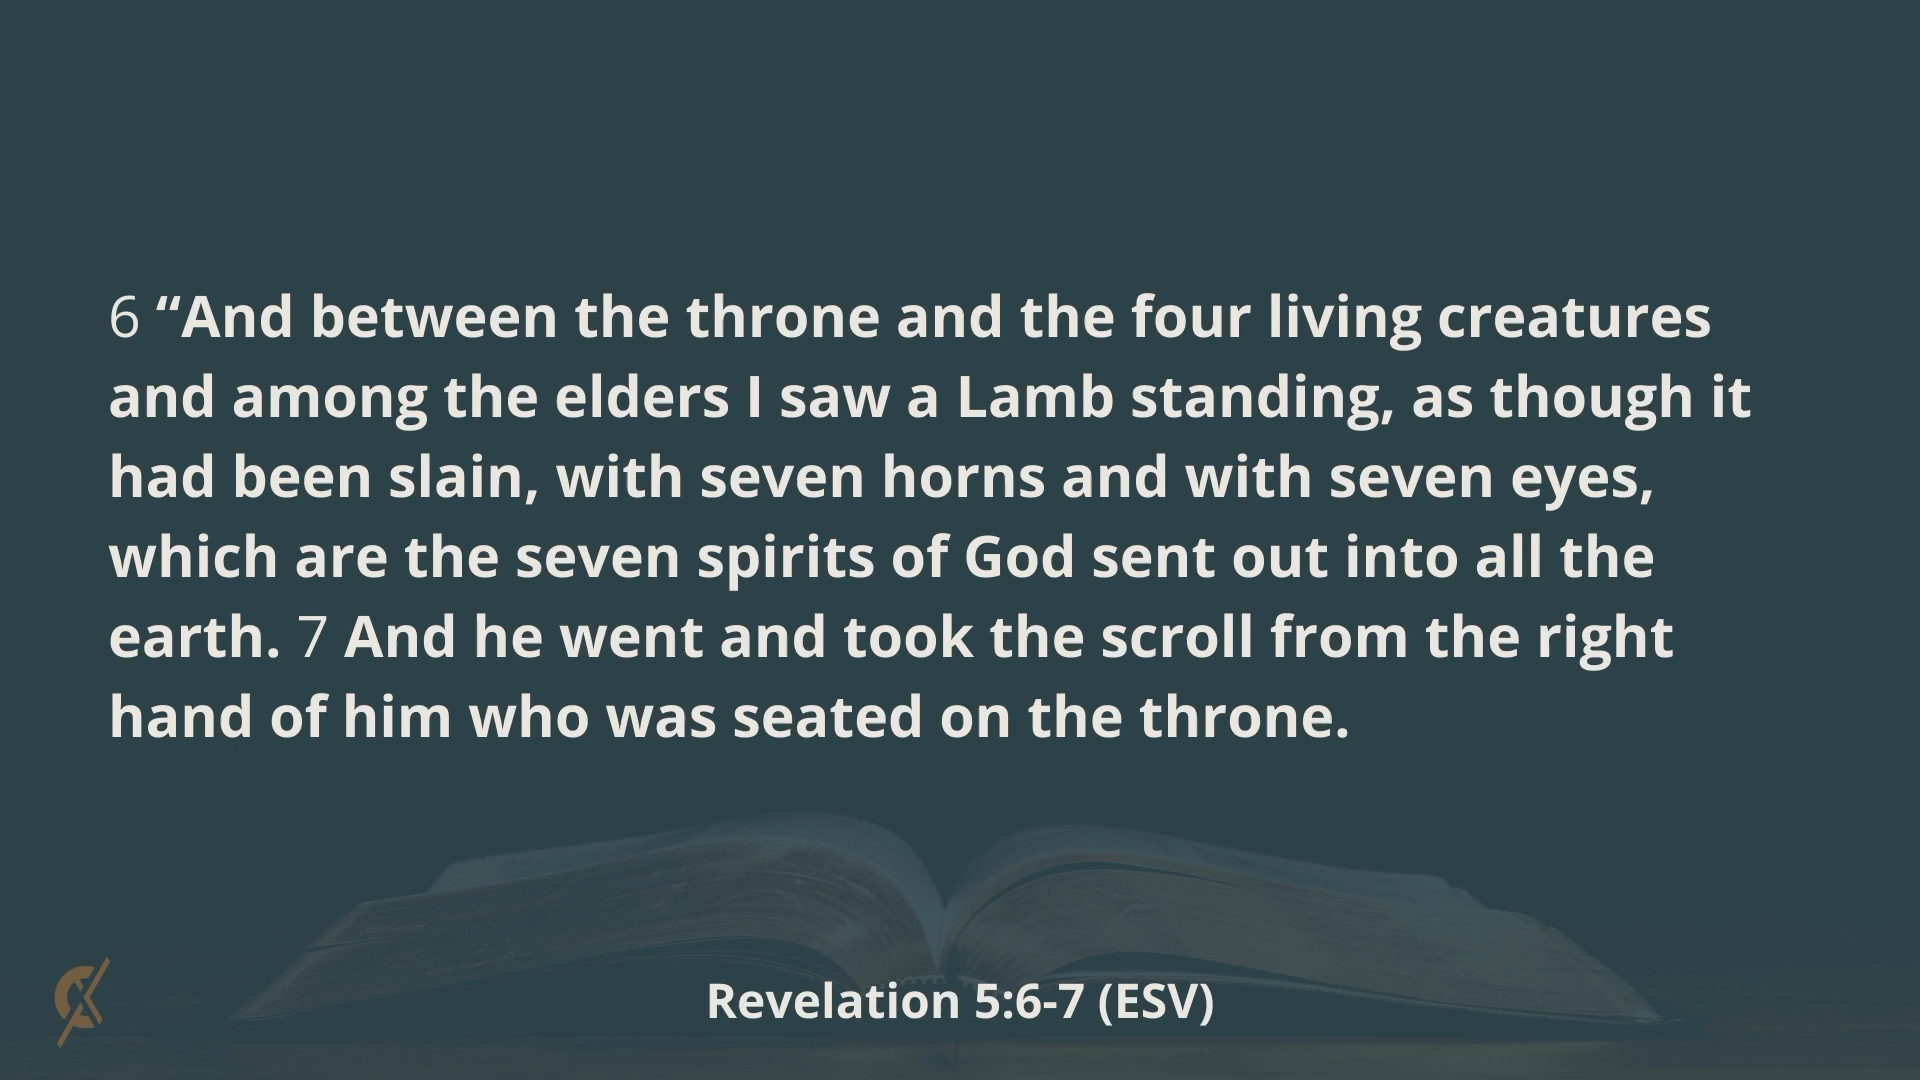 6 “And between the throne and the four living creatures
and among the elders I saw a Lamb standing, as though it
had been slain, with seven horns and with seven eyes,
which are the seven spirits of God sent out into all the
earth. 7 And he went and took the scroll from the right
hand of him who was seated on the throne.
Revelation 5:6-7 (ESV)